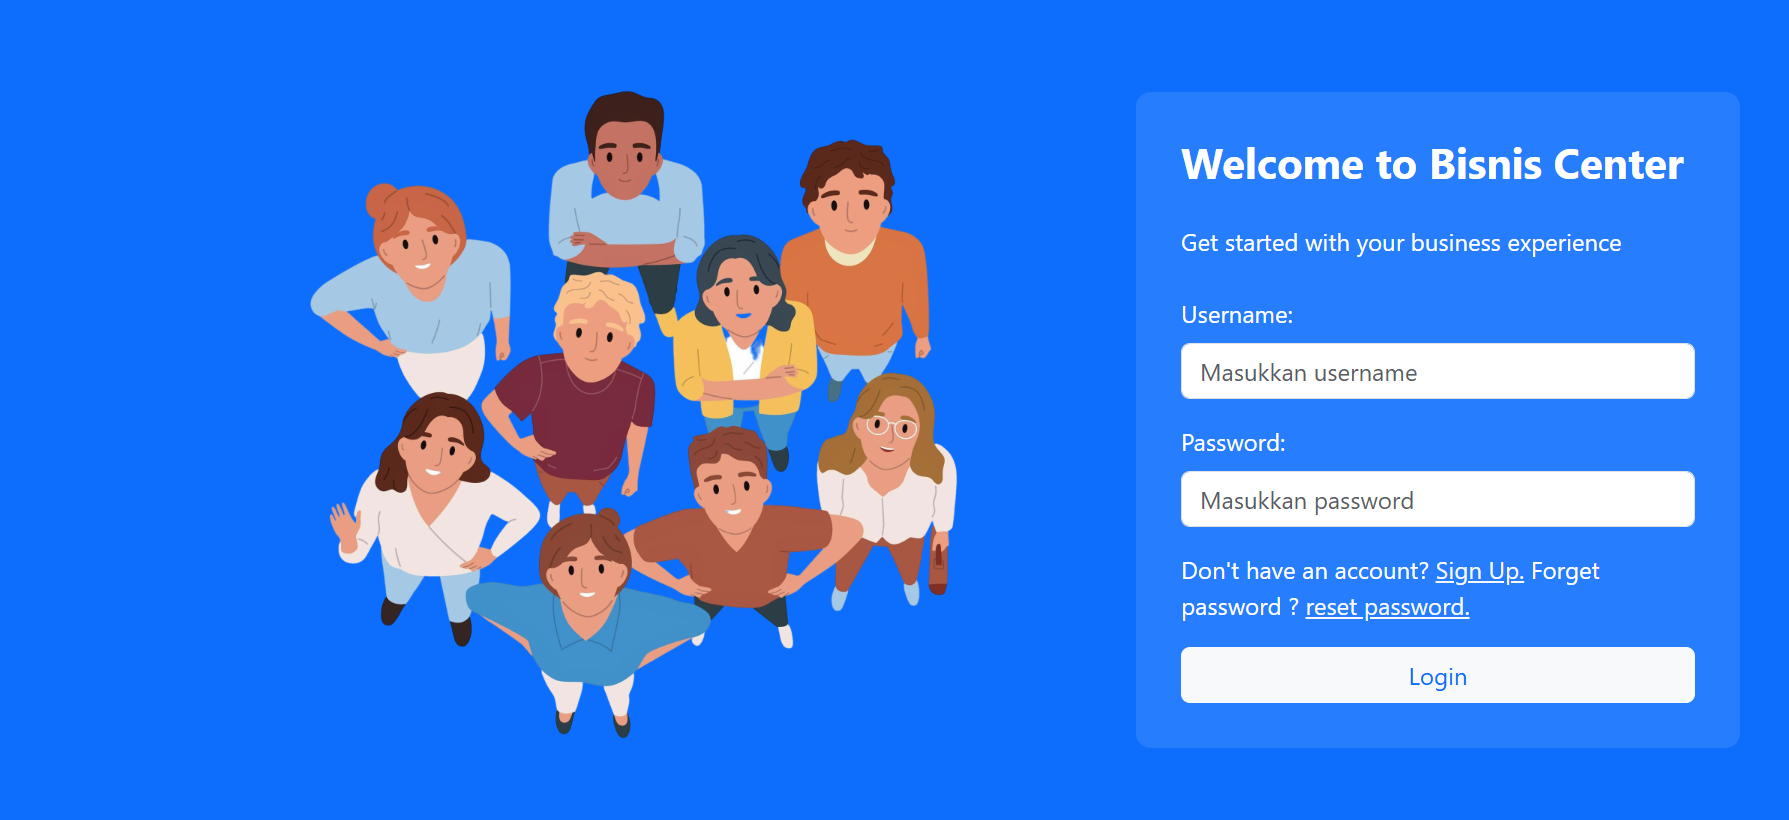 Welcome to Bisnis Center
Get started with your business experience
Username:
Masukkan username
Password:
Masukkan password
Don't have an account? Sign Up. Forget
password ? reset password.
Login